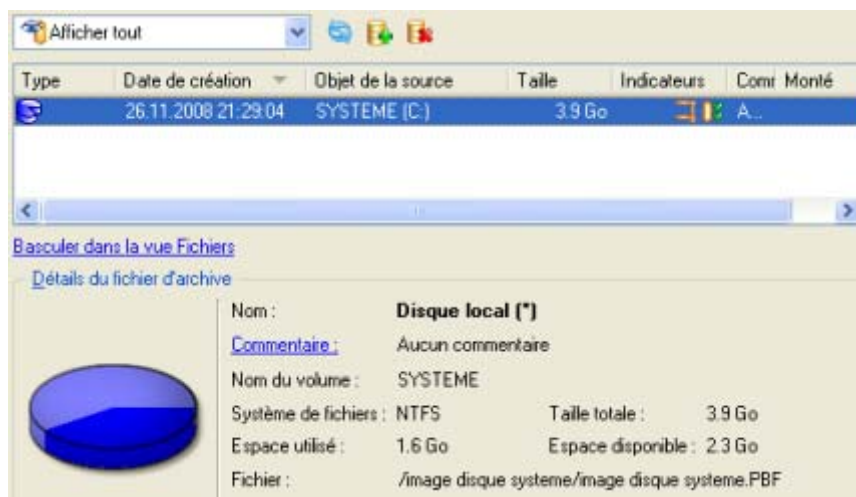 Afficher tout
Type Date de création Objet de la source Taille Indicateurs Comr Monté
26.11.2008 21:29:04 SYSTEME (C:) 3.9 Go A...
Basculer dans la vue Fichiers
Détails du fichier d'archive
Nom : Disque local (*)
Commentaire : Aucun commentaire
Nom du volume : SYSTEME
Système de fichiers : NTFS Taille totale : 3.9 Go
Espace utilisé : 1.6 Go Espace disponible : 2.3 Go
Fichier : /image disque systeme/image disque systeme.PBF